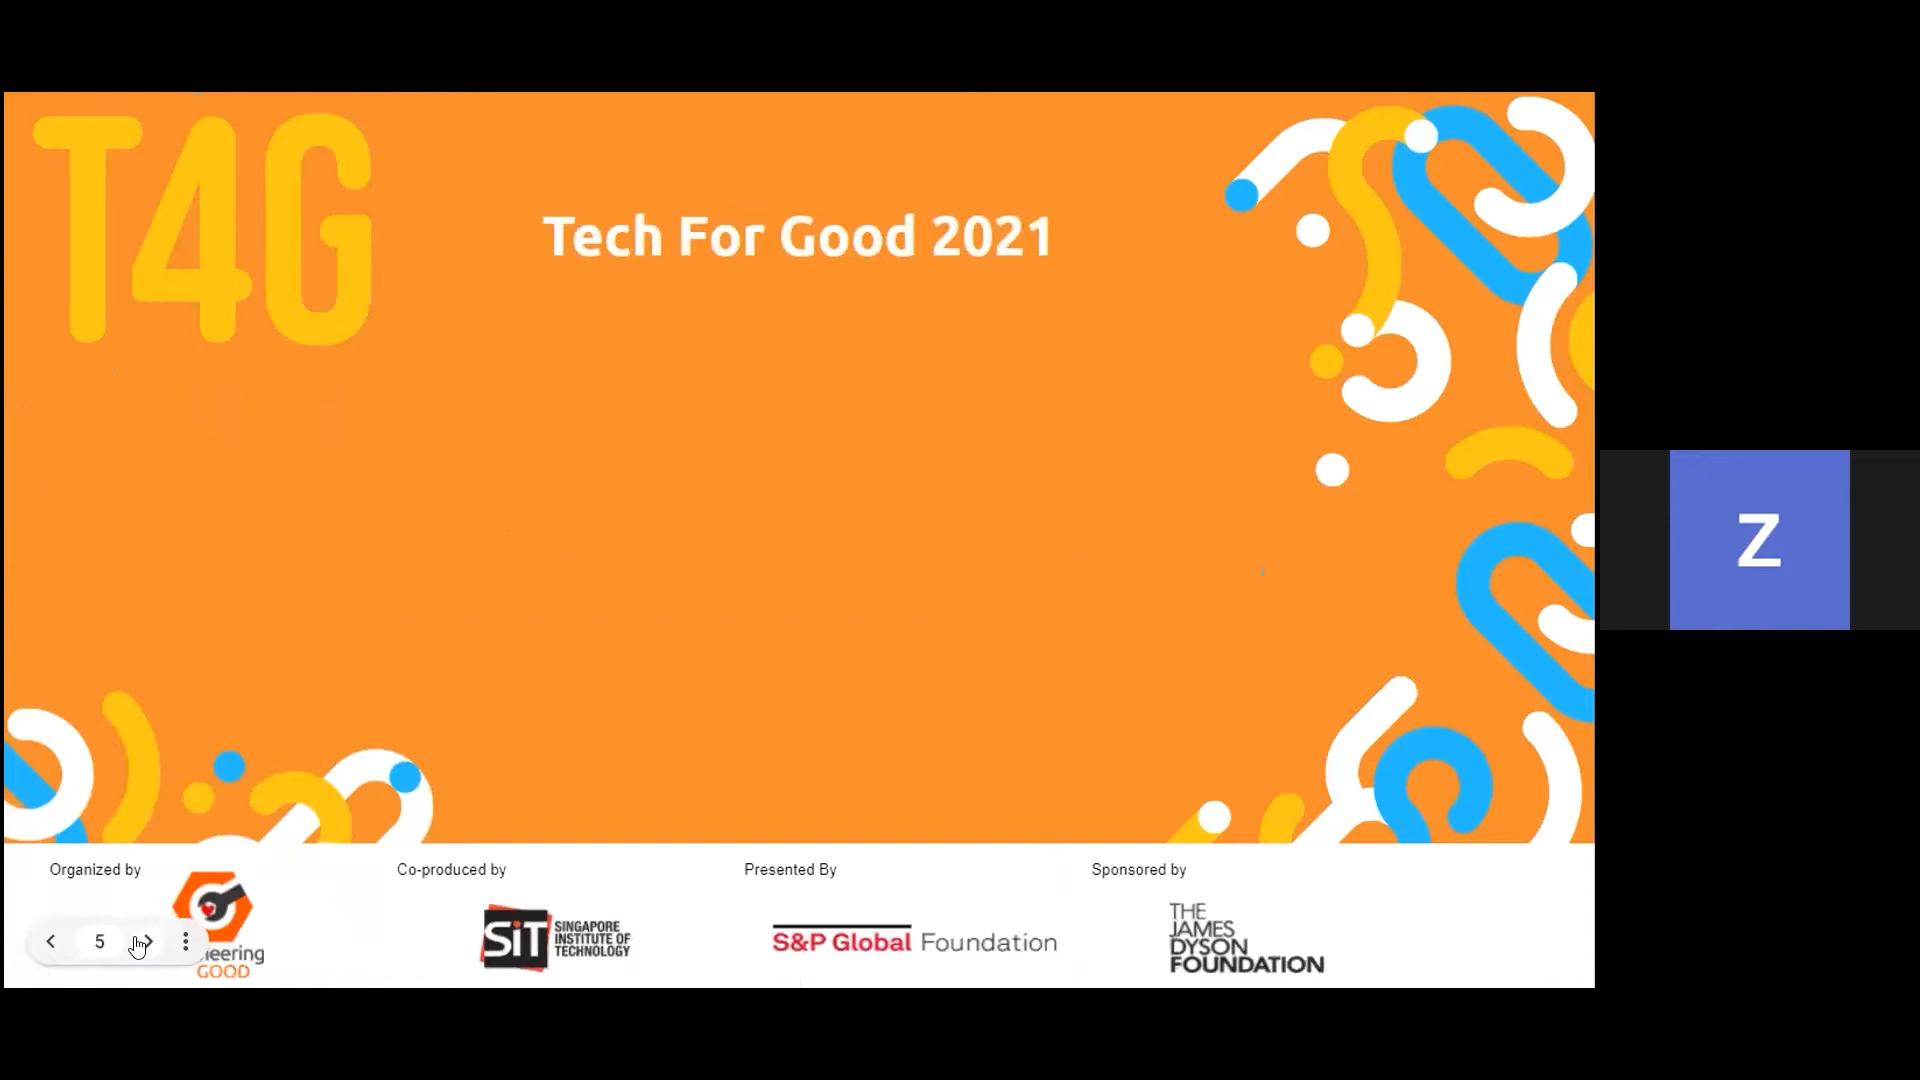 T4G
Tech For Good 2021
Z
Organized by
Co-produced by
Presented By
Sponsored by
5
GOOD
SiT SINGAPORE
INSTITUTE OF
TECHNOLOGY
S&P Global Foundation
THE
JAMES
DYSON
FOUNDATION